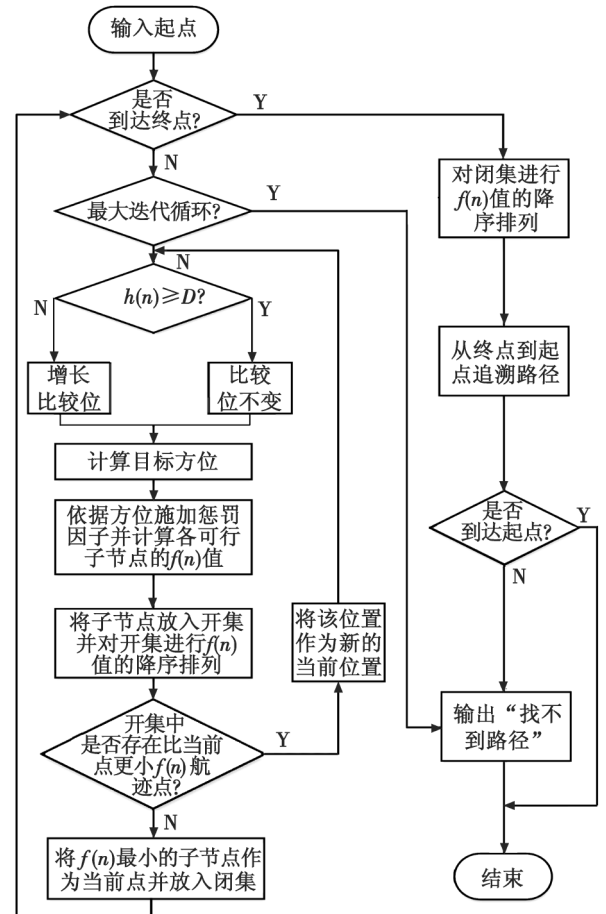 输入起点
是否
到达终点?
Y
N
最大迭代循环?
Y
N
h(n)≥D?
N
Y
增长
比较位
比较
位不变
计算目标方位
依据方位施加惩罚
因子并计算各可行
子节点的f(n)值
将子节点放入开集
并对开集进行f(n)
值的降序排列
开集中
是否存在比当前
点更小f(n)航
迹点?
Y
N
将该位置
作为新的
当前位置
将f(n)最小的子节点作
为当前点并放入闭集
对闭集进行
f(n)值的降
序排列
从终点到起
点追溯路径
是否
到达起点?
Y
N
输出“找不
到路径”
结束